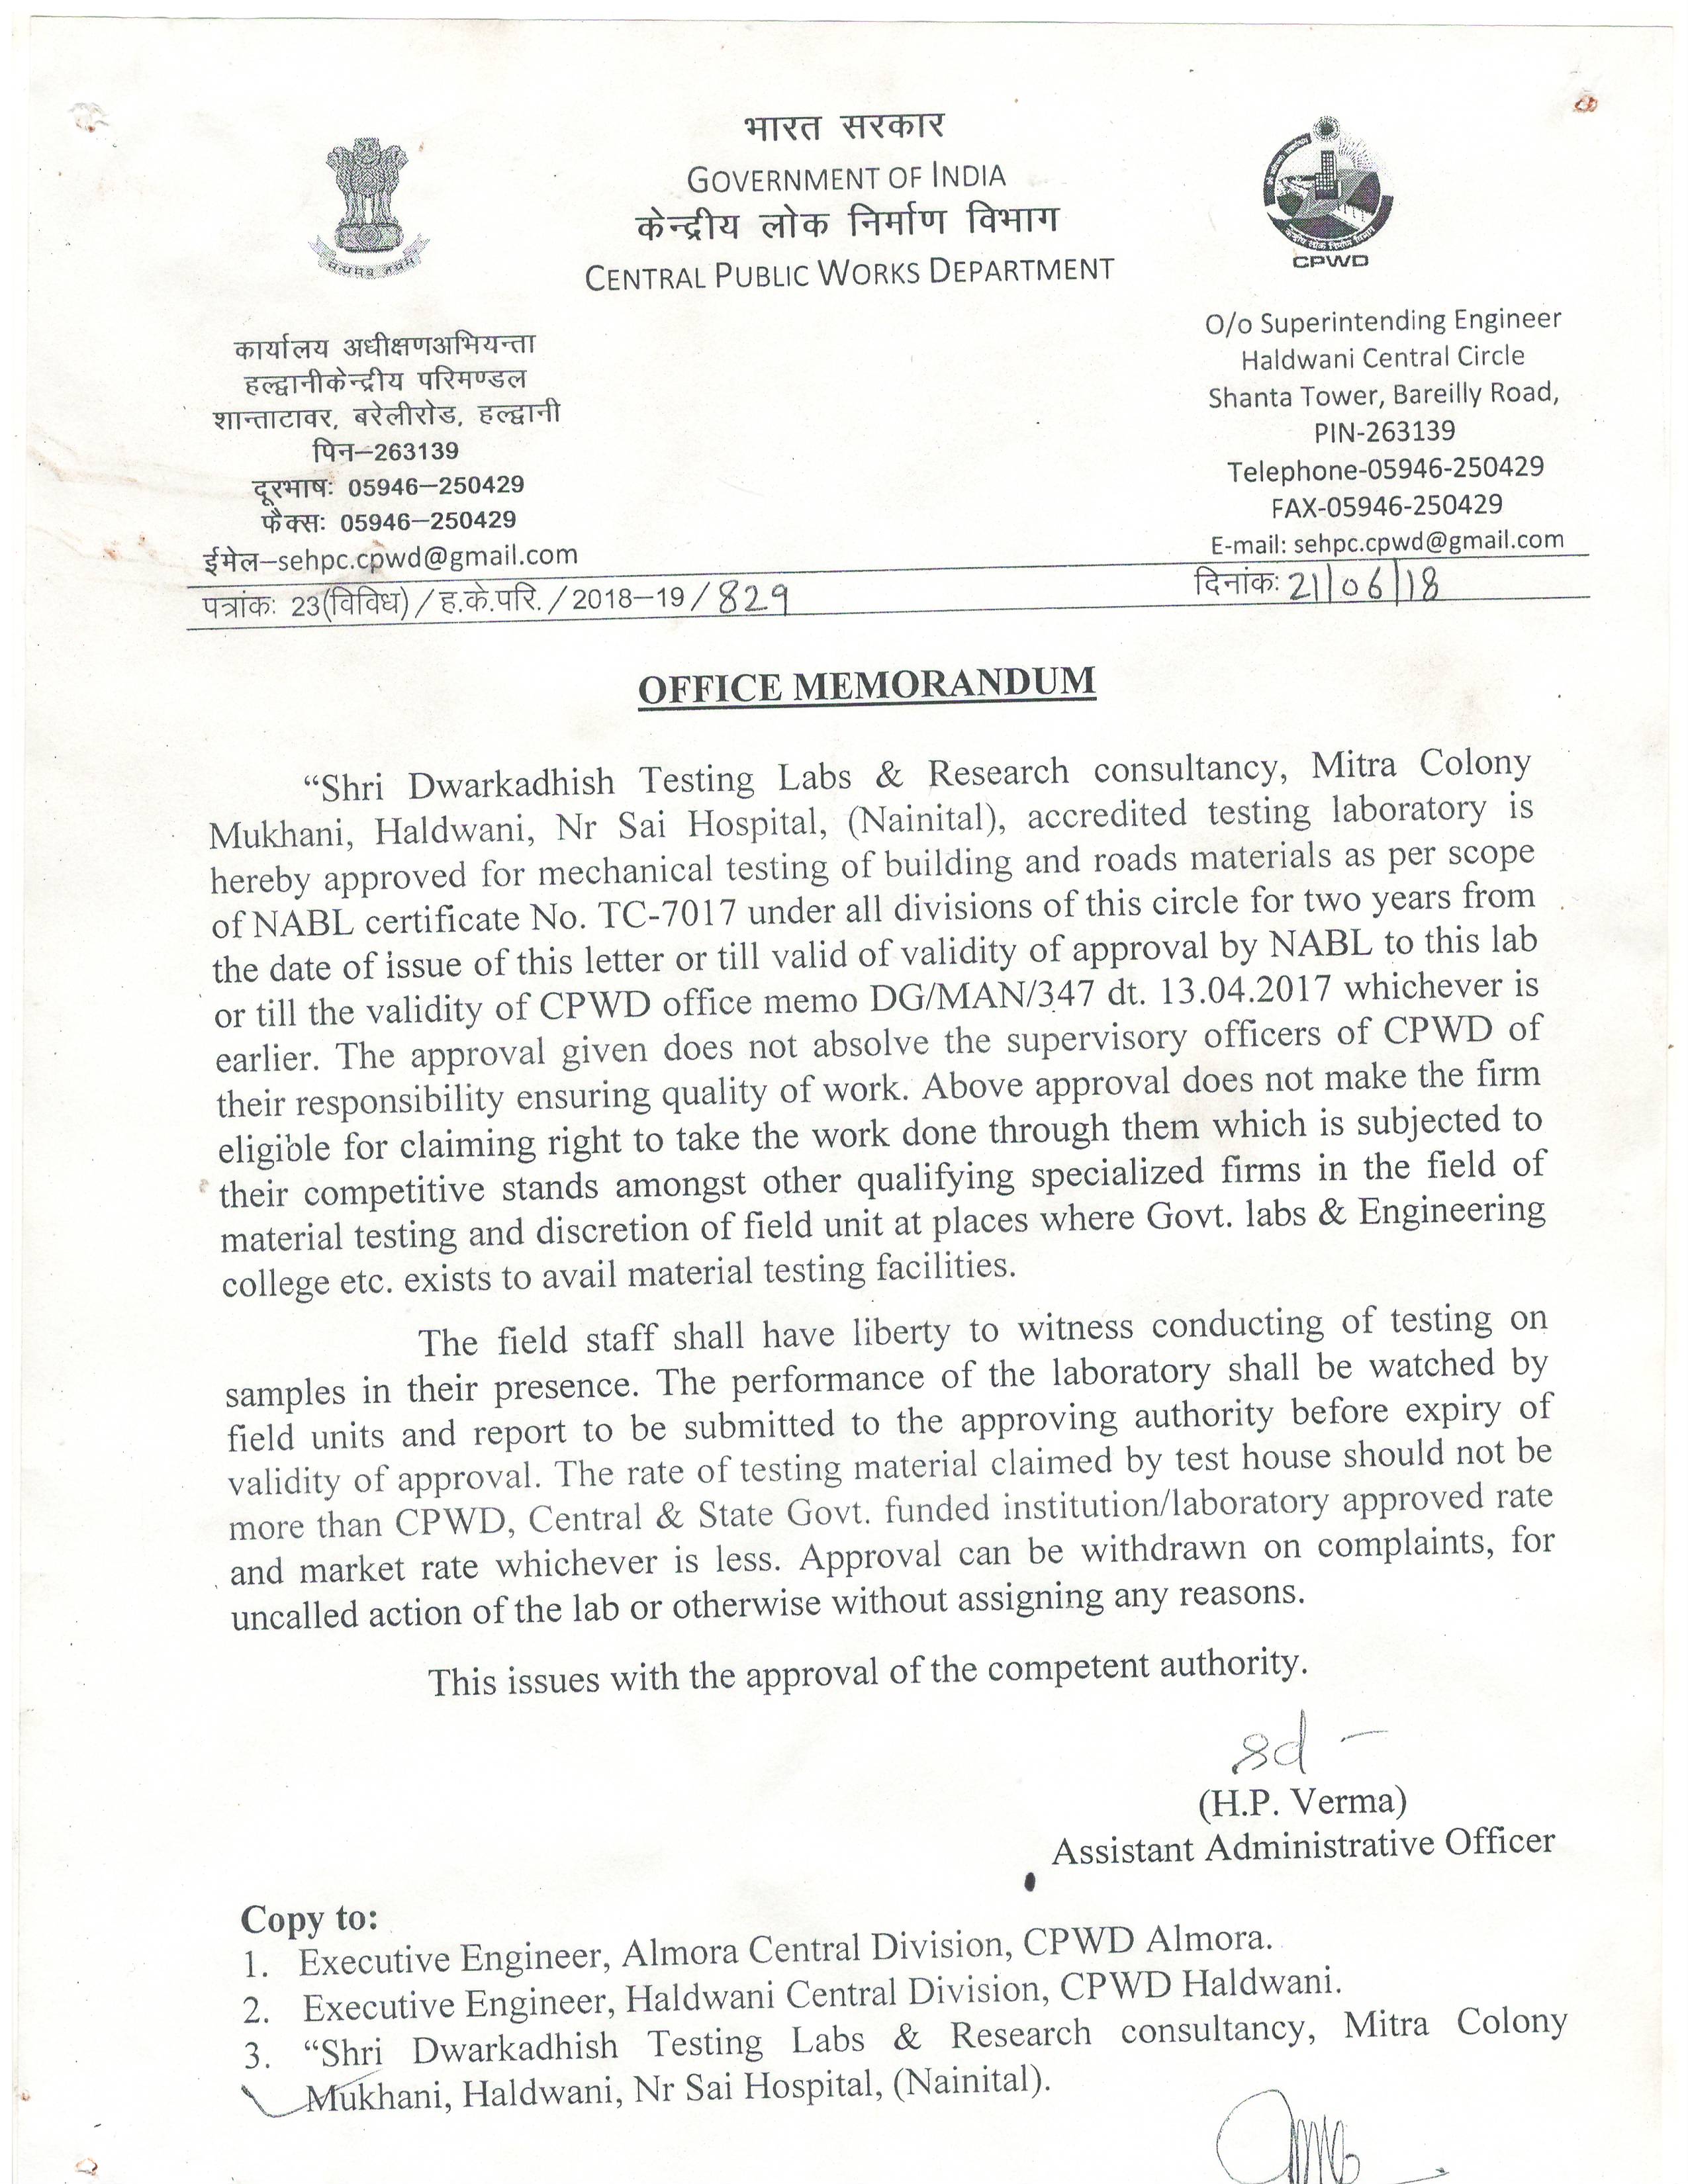 भारत सरकार
GOVERNMENT OF INDIA
केन्द्रीय लोक निर्माण विभाग
CENTRAL PUBLIC WORKS DEPARTMENT
सत्यमेव जयते
केन्द्रीय लोक निर्माण विभाग
CPWD
कार्यालय अधीक्षणअभियन्ता
हल्द्वानीकेन्द्रीय परिमण्डल
शान्ताटावर, बरेलीरोड, हल्द्वानी
पिन–263139
दूरभाषः 05946–250429
फैक्सः 05946–250429
ईमेल–sehpc.cpwd@gmail.com
O/o Superintending Engineer
Haldwani Central Circle
Shanta Tower, Bareilly Road,
PIN-263139
Telephone-05946-250429
FAX-05946-250429
E-mail: sehpc.cpwd@gmail.com
पत्रांकः 23(विविध)/ह.के.परि./2018–19/829
दिनांकः 21/06/18
OFFICE MEMORANDUM
“Shri Dwarkadhish Testing Labs & Research consultancy, Mitra Colony
Mukhani, Haldwani, Nr Sai Hospital, (Nainital), accredited testing laboratory is
hereby approved for mechanical testing of building and roads materials as per scope
of NABL certificate No. TC-7017 under all divisions of this circle for two years from
the date of issue of this letter or till valid of validity of approval by NABL to this lab
or till the validity of CPWD office memo DG/MAN/347 dt. 13.04.2017 whichever is
earlier. The approval given does not absolve the supervisory officers of CPWD of
their responsibility ensuring quality of work. Above approval does not make the firm
eligible for claiming right to take the work done through them which is subjected to
their competitive stands amongst other qualifying specialized firms in the field of
material testing and discretion of field unit at places where Govt. labs & Engineering
college etc. exists to avail material testing facilities.
The field staff shall have liberty to witness conducting of testing on
samples in their presence. The performance of the laboratory shall be watched by
field units and report to be submitted to the approving authority before expiry of
validity of approval. The rate of testing material claimed by test house should not be
more than CPWD, Central & State Govt. funded institution/laboratory approved rate
and market rate whichever is less. Approval can be withdrawn on complaints, for
uncalled action of the lab or otherwise without assigning any reasons.
This issues with the approval of the competent authority.
sd –
(H.P. Verma)
Assistant Administrative Officer
Copy to:
1. Executive Engineer, Almora Central Division, CPWD Almora.
2. Executive Engineer, Haldwani Central Division, CPWD Haldwani.
3. “Shri Dwarkadhish Testing Labs & Research consultancy, Mitra Colony
Mukhani, Haldwani, Nr Sai Hospital, (Nainital).